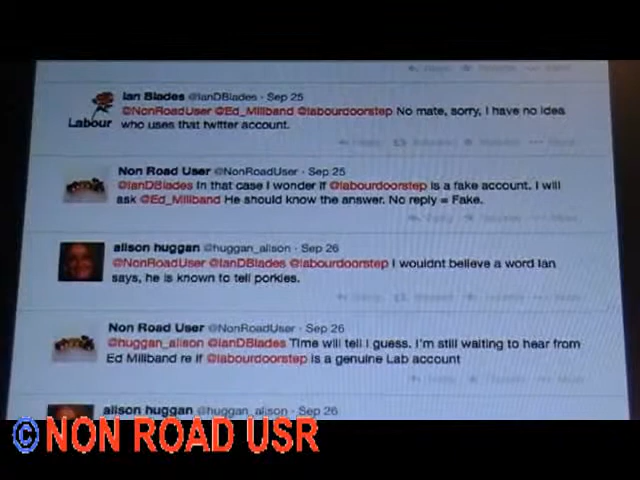 Ian Blades @IanDBlades · Sep 25
@NonRoadUser @Ed_Miliband @labourdoorstep No mate, sorry, I have no idea
Labour
who uses that twitter account.
Non Road User @NonRoadUser · Sep 25
@IanDBlades In that case I wonder if @labourdoorstep is a fake account. I will
ask @Ed_Miliband He should know the answer. No reply = Fake.
alison huggan @huggan_alison · Sep 26
@NonRoadUser @IanDBlades @labourdoorstep I wouldnt believe a word Ian
says, he is known to tell porkies.
Non Road User @NonRoadUser · Sep 26
@huggan_alison @IanDBlades Time will tell I guess. I'm still waiting to hear from
Ed Miliband re if @labourdoorstep is a genuine Lab account
alison huggan @huggan_alison · Sep 26
© NON ROAD USR